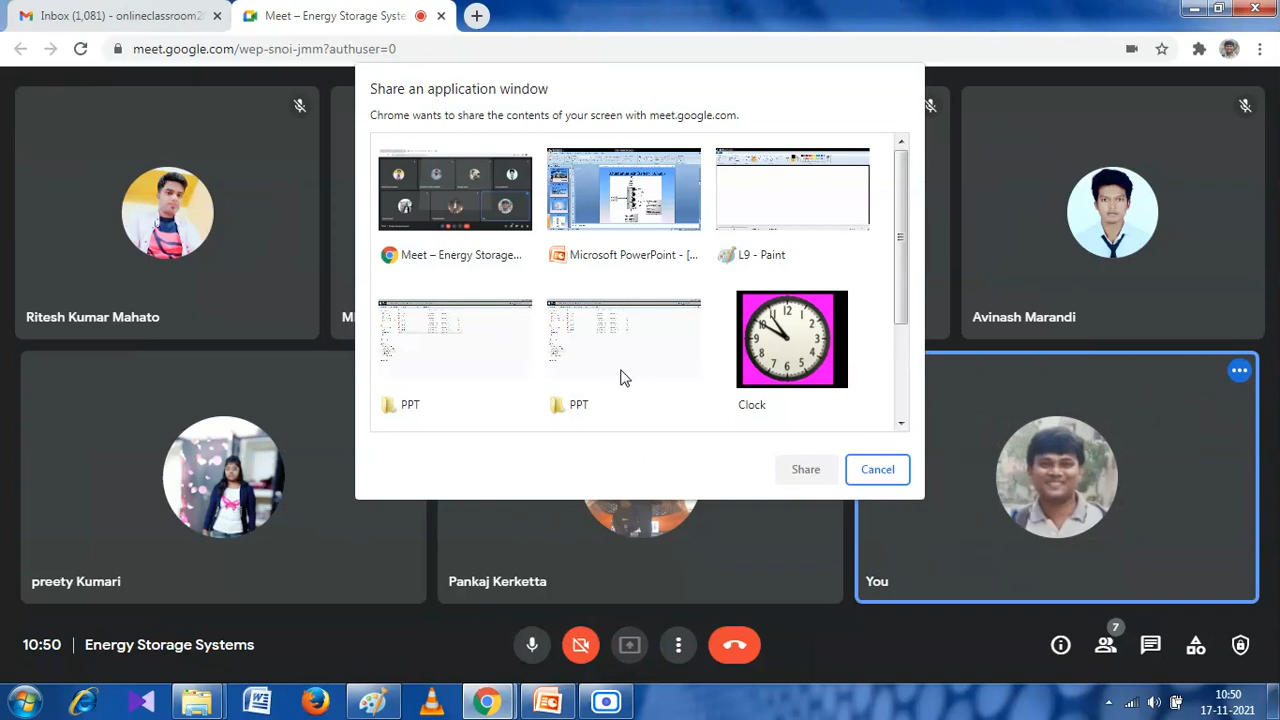 Inbox (1,081) - onlineclassroom2
Meet – Energy Storage Syste
meet.google.com/wep-snoi-jmm?authuser=0
Share an application window
Chrome wants to share the contents of your screen with meet.google.com.
Meet – Energy Storage...
Microsoft PowerPoint - [...
L9 - Paint
Ritesh Kumar Mahato
M
Avinash Marandi
PPT
PPT
Clock
Share
Cancel
preety Kumari
Pankaj Kerketta
You
10:50 | Energy Storage Systems
7
10:50
17-11-2021